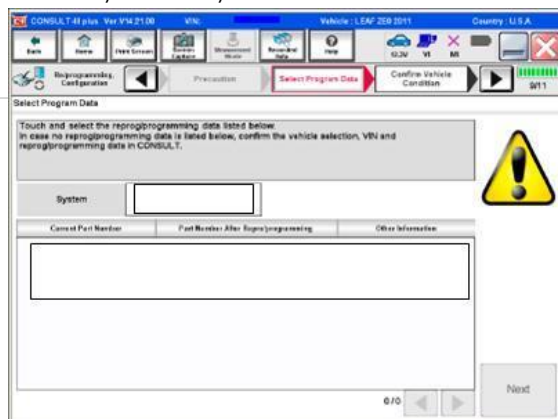 CONSULT-III plus Ver.V14.21.00 VIN: Vehicle : LEAF ZE0 2011 Country : U.S.A.
Back Home Print Screen Screen Capture Measurement Mode Recorded Data Help 12.2V VI MI
Re/programming, Configuration Precaution Select Program Data Confirm Vehicle Condition 9/11
Select Program Data
Touch and select the reprog/programming data listed below.
In case no reprog/programming data is listed below, confirm the vehicle selection, VIN and
reprog/programming data in CONSULT.
System
Current Part Number Part Number After Repro/programming Other Information
0/0
Next